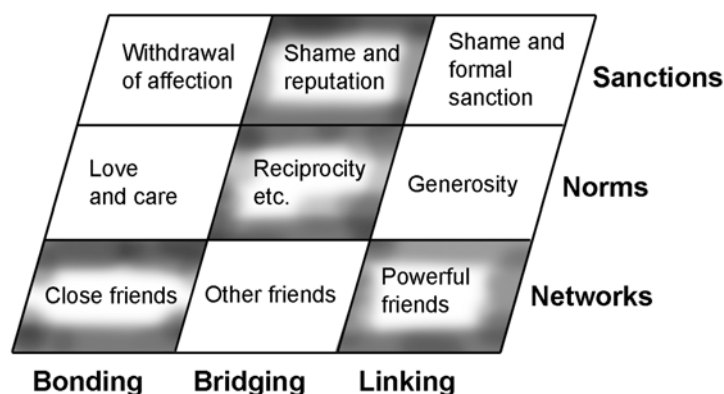 Withdrawal
of affection
Shame and
reputation
Shame and
formal
sanction
Sanctions
Love
and care
Reciprocity
etc.
Generosity
Norms
Close friends
Other friends
Powerful
friends
Networks
Bonding
Bridging
Linking